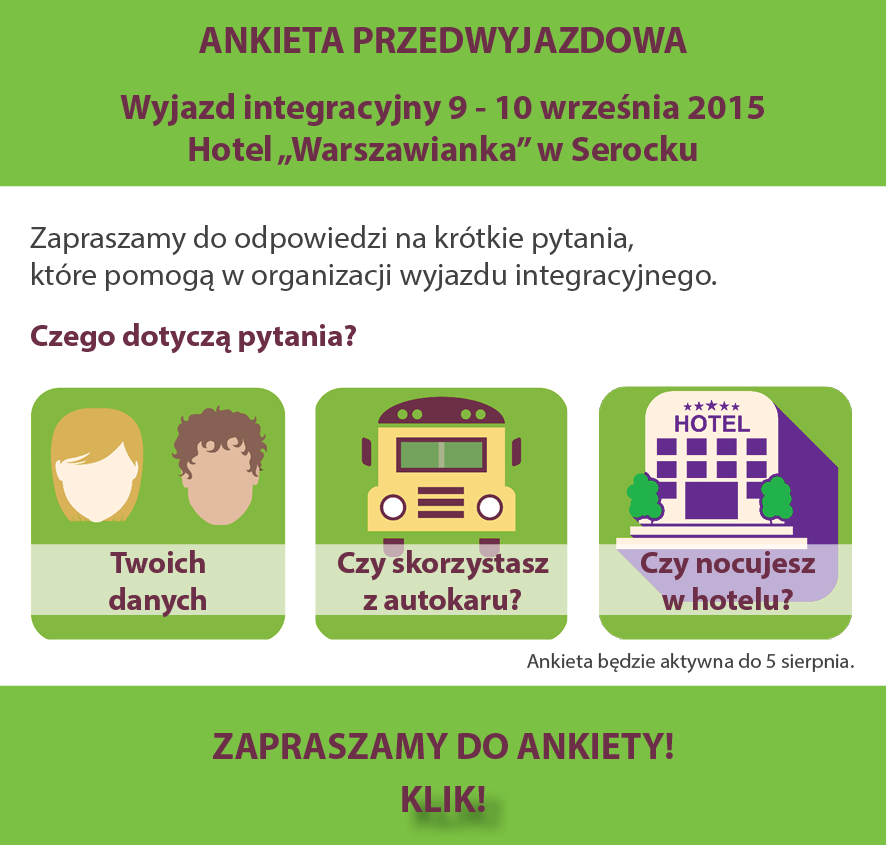 ANKIETA PRZEDWYJAZDOWA
Wyjazd integracyjny 9 - 10 września 2015
Hotel „Warszawianka” w Serocku
Zapraszamy do odpowiedzi na krótkie pytania,
które pomogą w organizacji wyjazdu integracyjnego.
Czego dotyczą pytania?
Twoich
danych
Czy skorzystasz
z autokaru?
HOTEL
Czy nocujesz
w hotelu?
Ankieta będzie aktywna do 5 sierpnia.
ZAPRASZAMY DO ANKIETY!
KLIK!